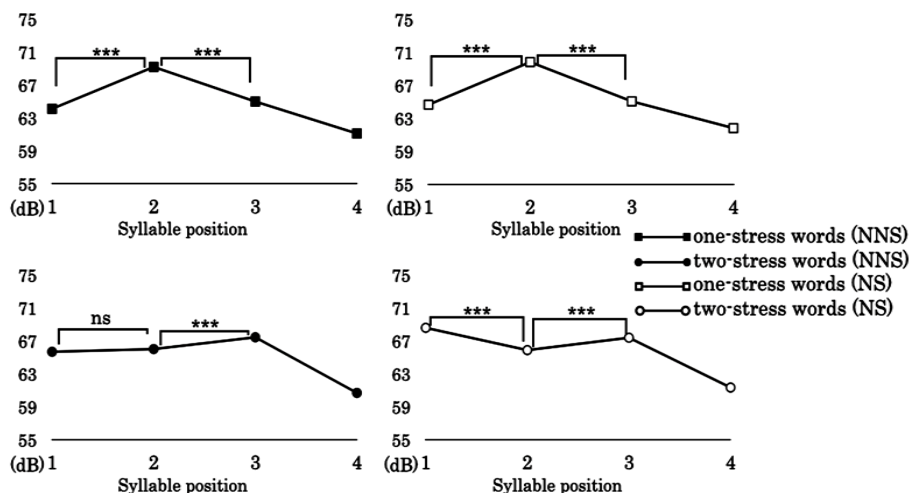 75
71
67
63
59
55
(dB)
*** ***
1 2 3 4
Syllable position
75
71
67
63
59
55
(dB)
*** ***
1 2 3 4
Syllable position
one-stress words (NNS)
two-stress words (NNS)
one-stress words (NS)
two-stress words (NS)
75
71
67
63
59
55
(dB)
ns ***
1 2 3 4
Syllable position
75
71
67
63
59
55
(dB)
*** ***
1 2 3 4
Syllable position